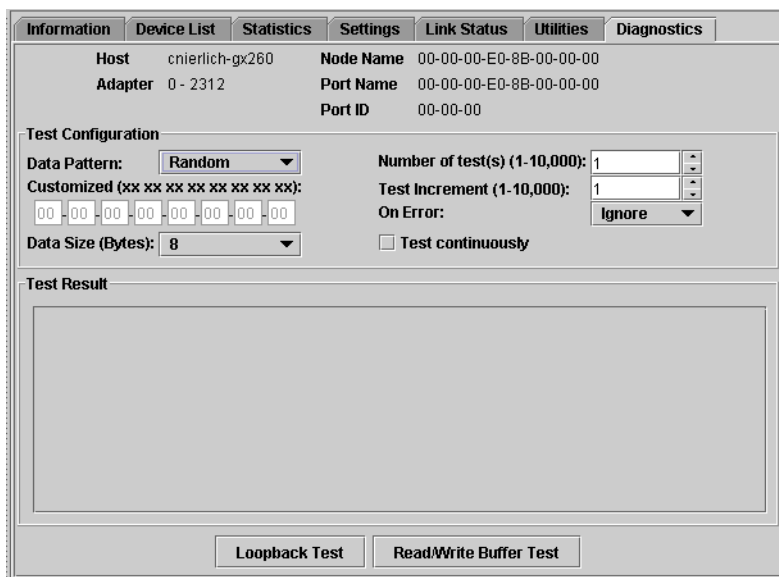 Information Device List Statistics Settings Link Status Utilities Diagnostics
Host cnierlich-gx260 Node Name 00-00-00-E0-8B-00-00-00
Adapter 0 - 2312 Port Name 00-00-00-E0-8B-00-00-00
Port ID 00-00-00
Test Configuration
Data Pattern: Random Number of test(s) (1-10,000): 1
Customized (xx xx xx xx xx xx xx xx): Test Increment (1-10,000): 1
00-00-00-00-00-00-00-00 On Error: Ignore
Data Size (Bytes): 8 Test continuously
Test Result
Loopback Test Read/Write Buffer Test